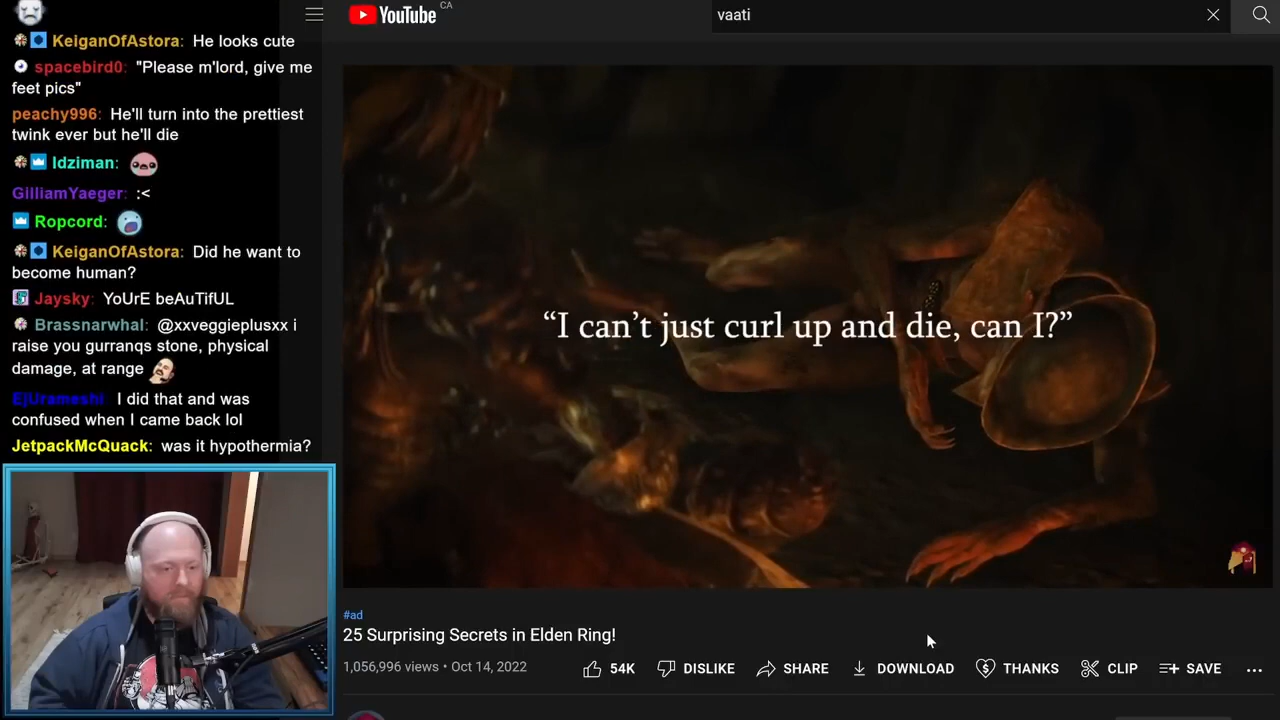 KeiganOfAstora: He looks cute
spacebird0: "Please m'lord, give me
feet pics"
peachy996: He'll turn into the prettiest
twink ever but he'll die
Idziman:
GilliamYaeger: :<
Ropcord:
KeiganOfAstora: Did he want to
become human?
Jaysky: YoUrE beAuTifUL
Brassnarwhal: @xxveggieplusxx i
raise you gurranqs stone, physical
damage, at range
EjUrameshi: I did that and was
confused when I came back lol
JetpackMcQuack: was it hypothermia?
YouTube CA
vaati
“I can’t just curl up and die, can I?”
#ad
25 Surprising Secrets in Elden Ring!
1,056,996 views • Oct 14, 2022
54K DISLIKE SHARE DOWNLOAD THANKS CLIP SAVE ...